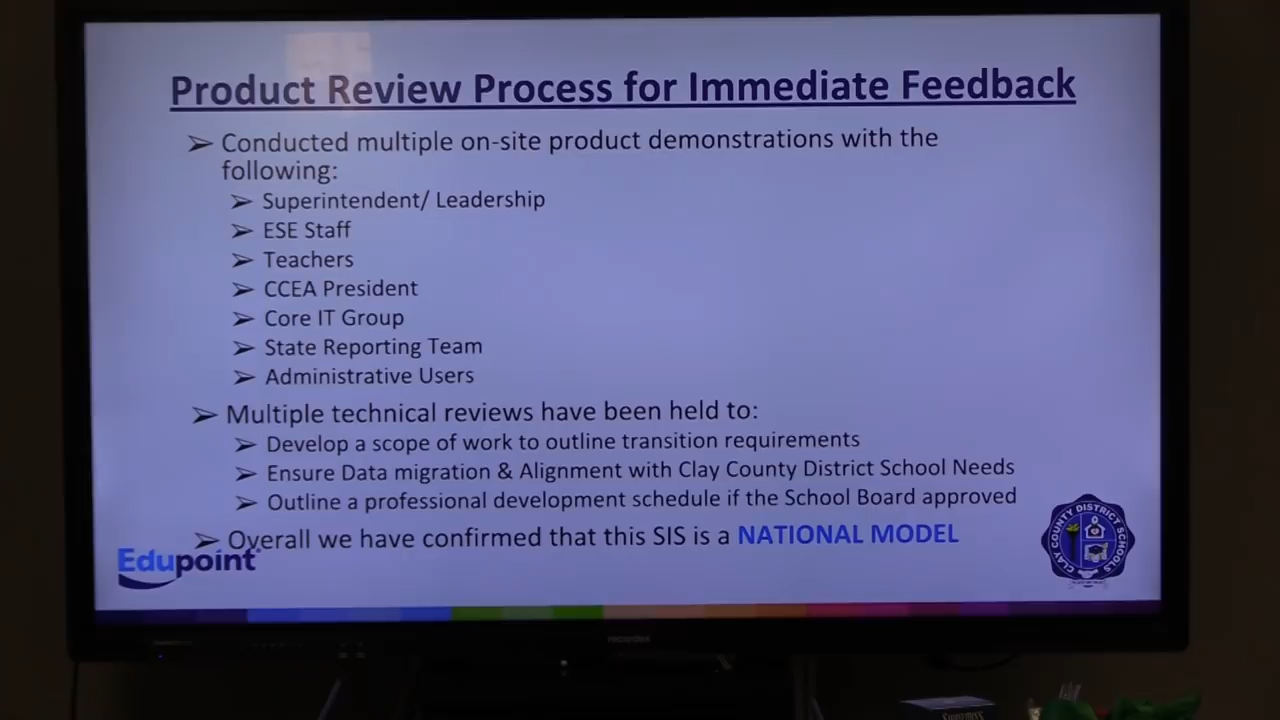 Product Review Process for Immediate Feedback
➢ Conducted multiple on-site product demonstrations with the
following:
➢ Superintendent/ Leadership
➢ ESE Staff
➢ Teachers
➢ CCEA President
➢ Core IT Group
➢ State Reporting Team
➢ Administrative Users
➢ Multiple technical reviews have been held to:
➢ Develop a scope of work to outline transition requirements
➢ Ensure Data migration & Alignment with Clay County District School Needs
➢ Outline a professional development schedule if the School Board approved
➢ Overall we have confirmed that this SIS is a NATIONAL MODEL
Edupoint
CLAY COUNTY DISTRICT SCHOOLS
recordex